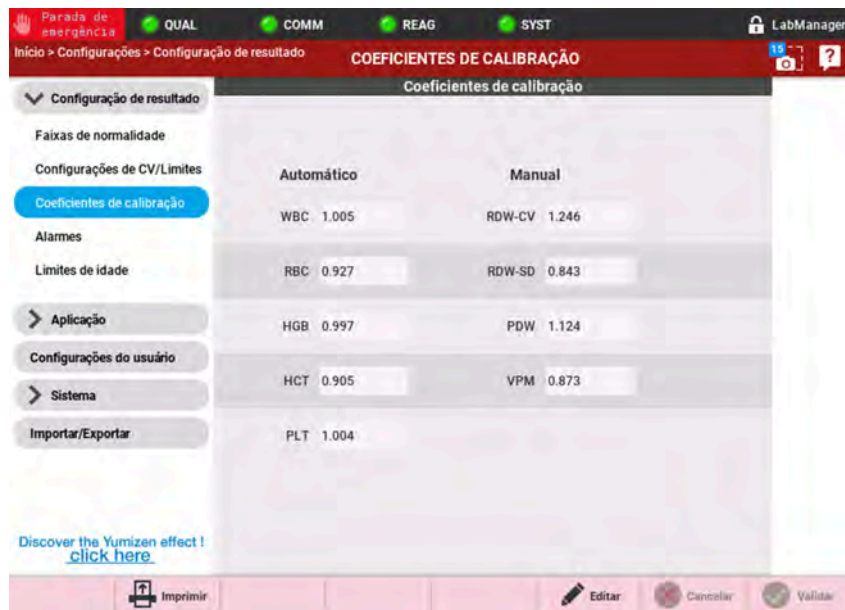 Parada de emergência
QUAL
COMM
REAG
SYST
LabManager
Início > Configurações > Configuração de resultado
COEFICIENTES DE CALIBRAÇÃO
15
?
Configuração de resultado
Faixas de normalidade
Configurações de CV/Limites
Coeficientes de calibração
Alarmes
Limites de idade
Aplicação
Configurações do usuário
Sistema
Importar/Exportar
Discover the Yumizen effect !
click here
Coeficientes de calibração
Automático Manual
WBC 1.005 RDW-CV 1.246
RBC 0.927 RDW-SD 0.843
HGB 0.997 PDW 1.124
HCT 0.905 VPM 0.873
PLT 1.004
Imprimir
Editar
Cancelar
Validar